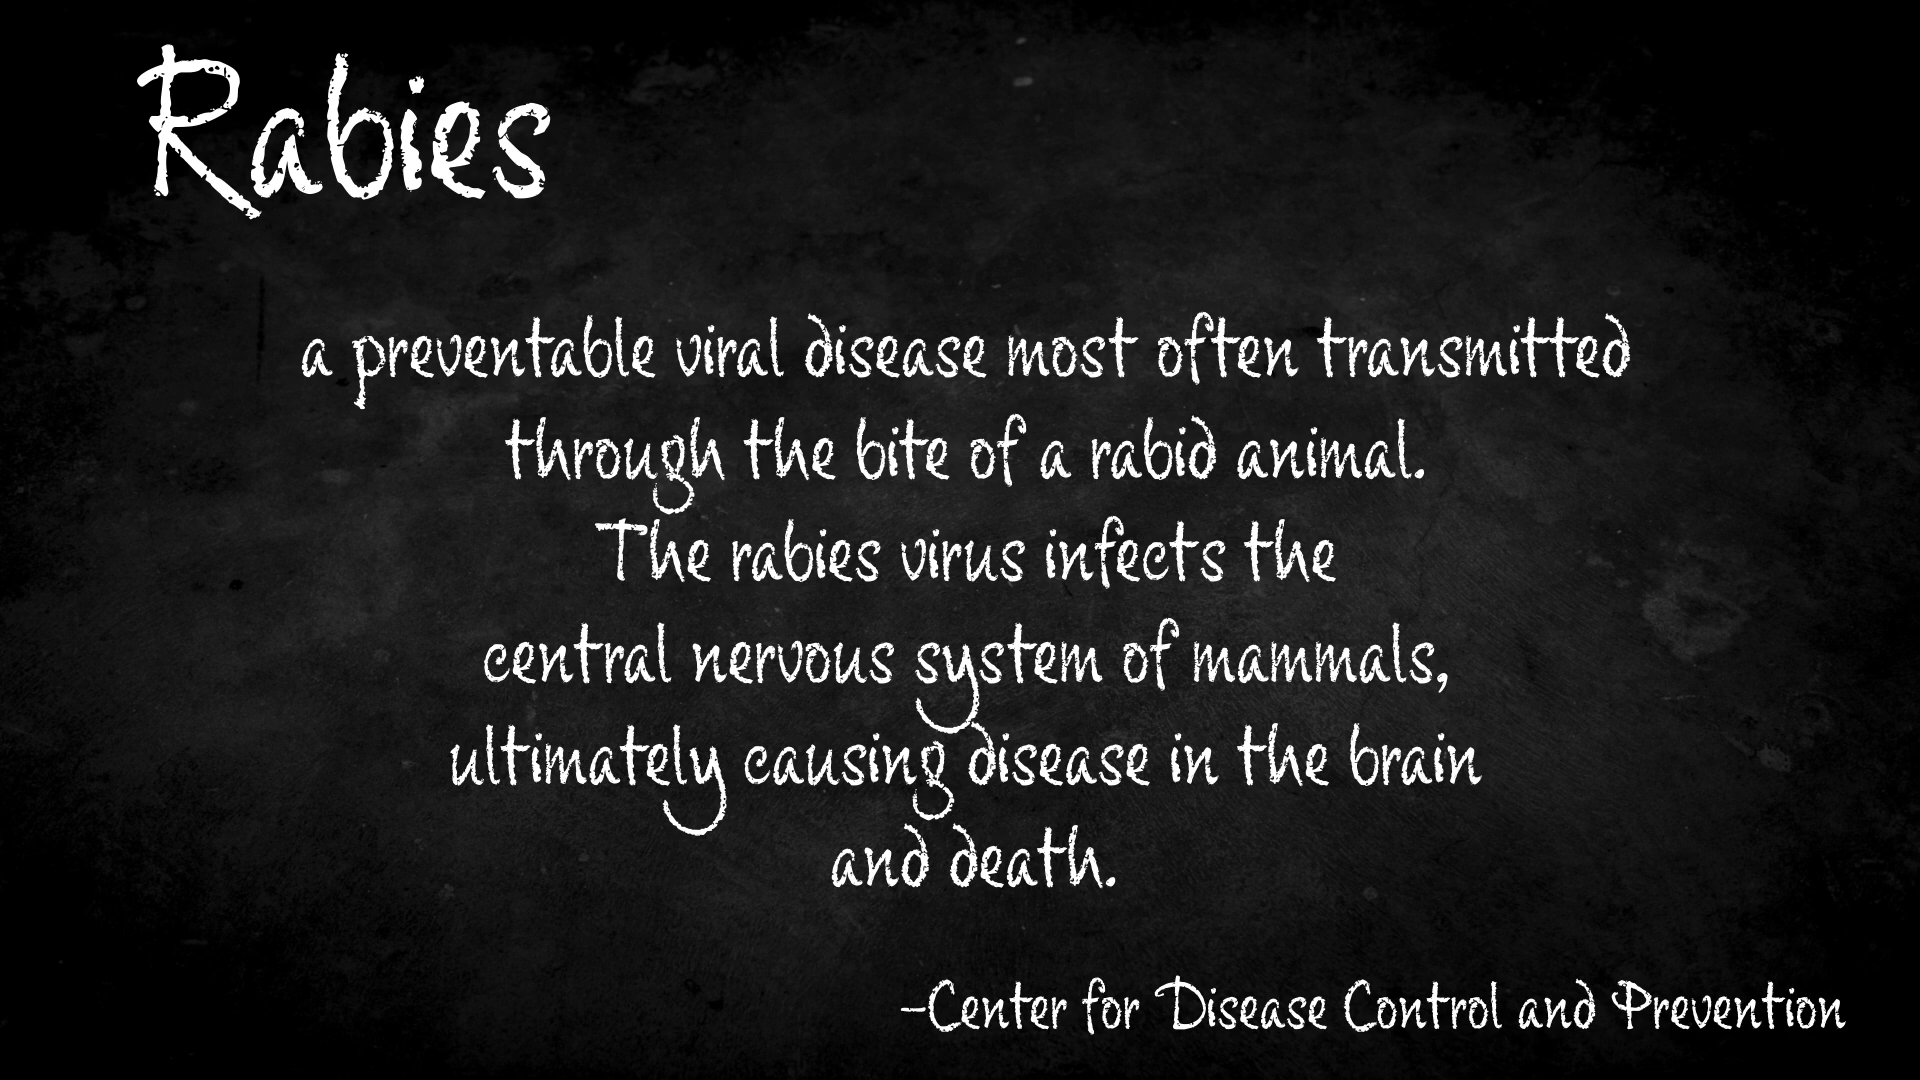 Rabies
a preventable viral disease most often transmitted
through the bite of a rabid animal.
The rabies virus infects the
central nervous system of mammals,
ultimately causing disease in the brain
and death.
-Center for Disease Control and Prevention